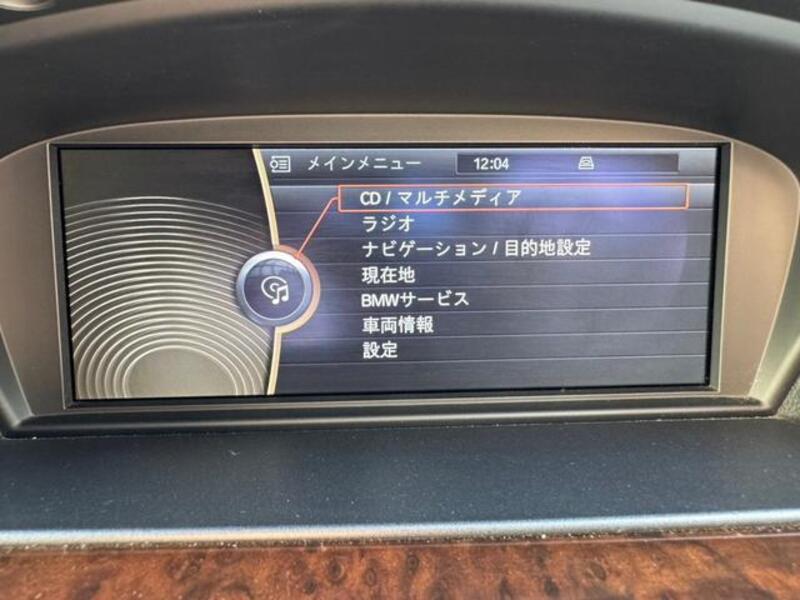 メインメニュー 12:04
CD / マルチメディア
ラジオ
ナビゲーション / 目的地設定
現在地
BMWサービス
車両情報
設定